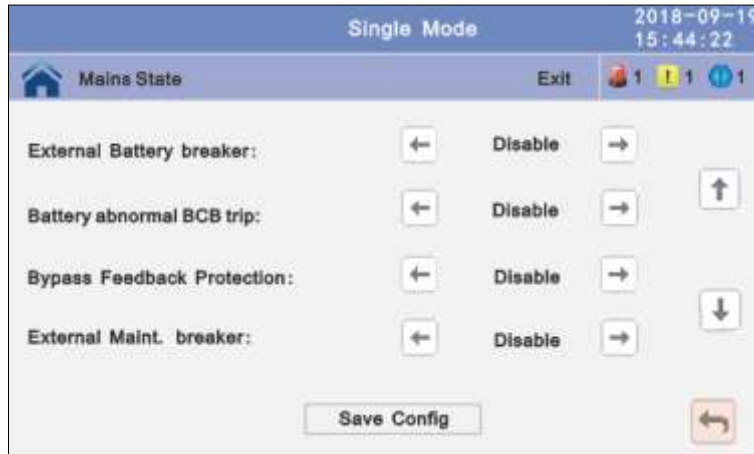 Single Mode
2018-09-19
15:44:22
Mains State Exit 1 1 1
External Battery breaker: Disable
Battery abnormal BCB trip: Disable
Bypass Feedback Protection: Disable
External Maint. breaker: Disable
Save Config